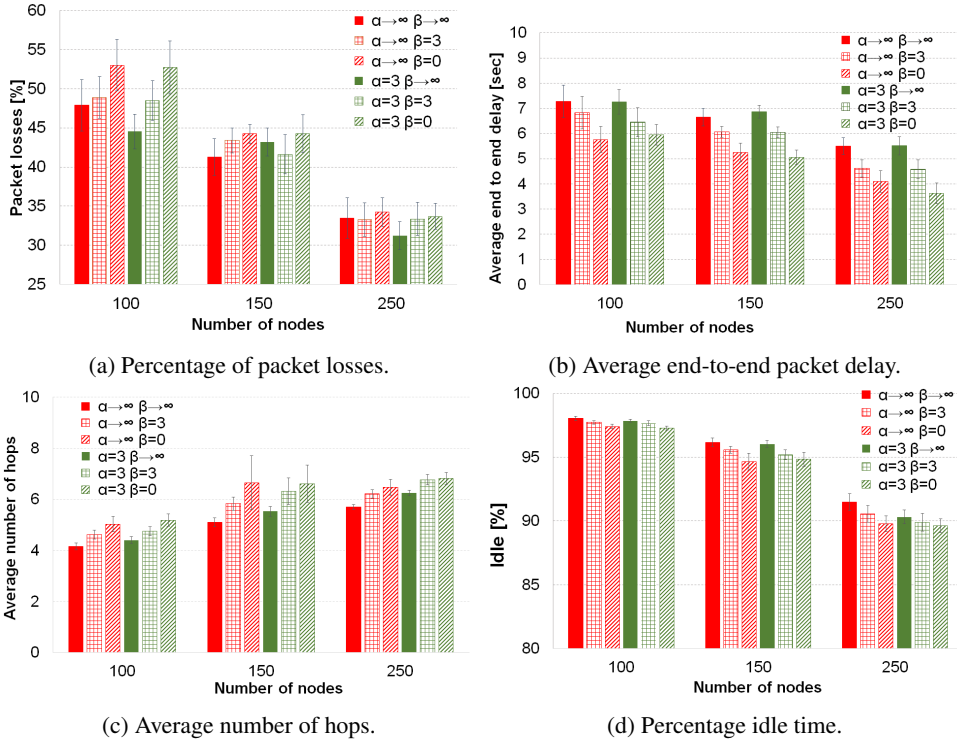 60
55
50
45
40
35
30
25
Packet losses [%]
α→∞ β→∞
α→∞ β=3
α→∞ β=0
α=3 β→∞
α=3 β=3
α=3 β=0
100 150 250
Number of nodes
(a) Percentage of packet losses.
10
9
8
7
6
5
4
3
2
1
0
Average end to end delay [sec]
α→∞ β→∞
α→∞ β=3
α→∞ β=0
α=3 β→∞
α=3 β=3
α=3 β=0
100 150 250
Number of nodes
(b) Average end-to-end packet delay.
10
8
6
4
2
0
Average number of hops
α→∞ β→∞
α→∞ β=3
α→∞ β=0
α=3 β→∞
α=3 β=3
α=3 β=0
100 150 250
Number of nodes
(c) Average number of hops.
100
95
90
85
80
Idle [%]
α→∞ β→∞
α→∞ β=3
α→∞ β=0
α=3 β→∞
α=3 β=3
α=3 β=0
100 150 250
Number of nodes
(d) Percentage idle time.